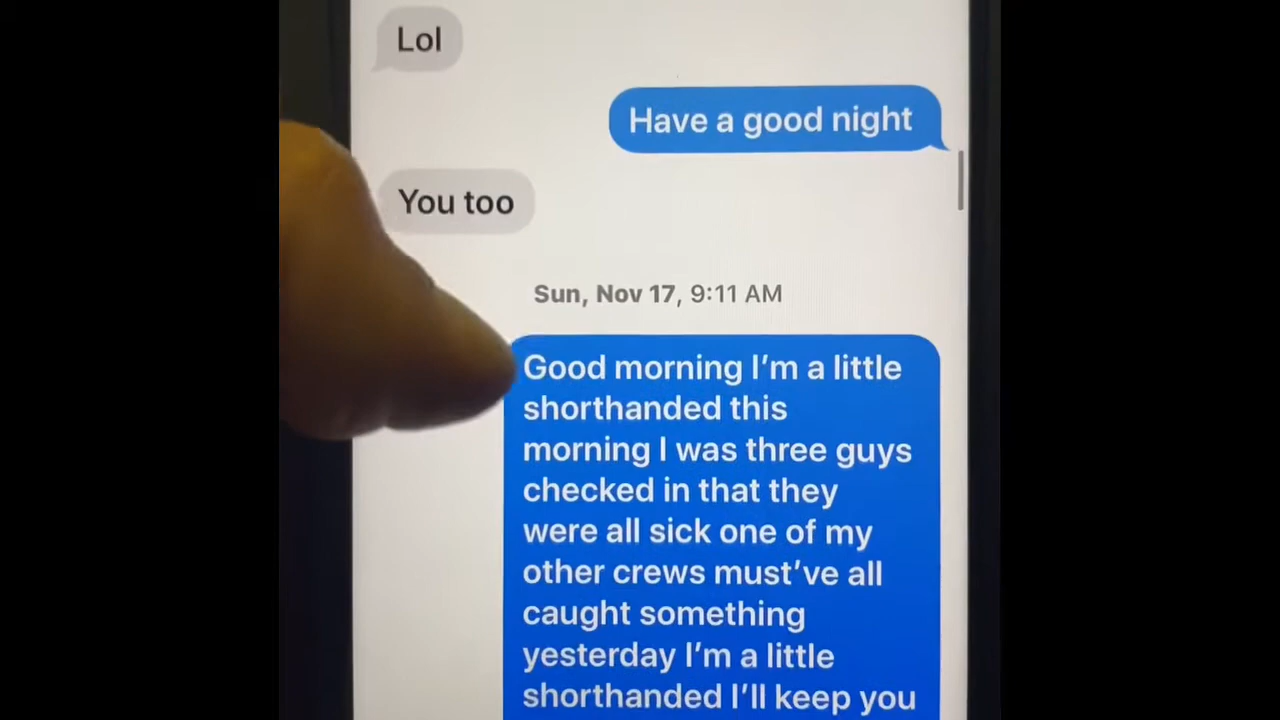 Lol
Have a good night
You too
Sun, Nov 17, 9:11 AM
Good morning I'm a little
shorthanded this
morning I was three guys
checked in that they
were all sick one of my
other crews must've all
caught something
yesterday I'm a little
shorthanded I'll keep you